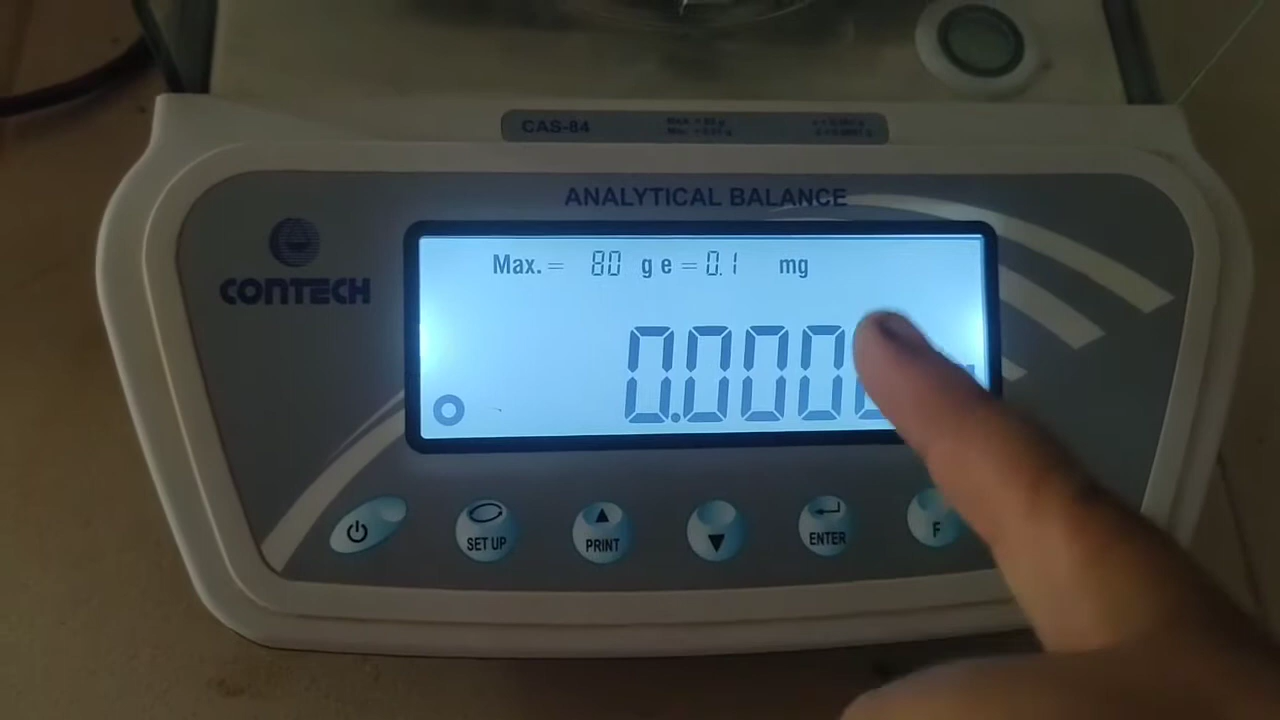 CAS-84
ANALYTICAL BALANCE
CONTECH
Max. = 80 g e = 0.1 mg
0.000
SET UP
PRINT
ENTER
F